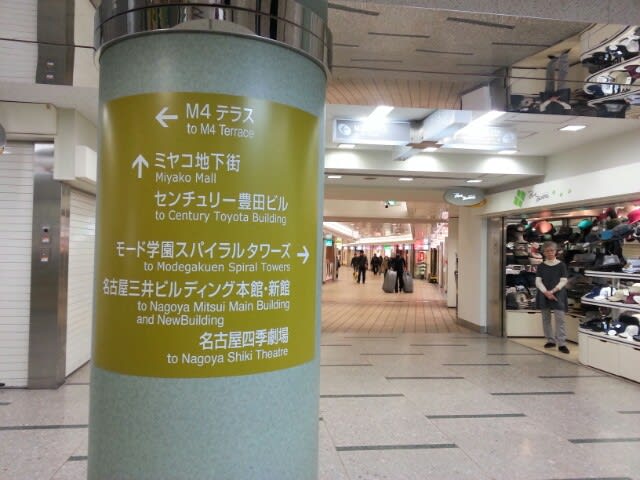 ← M4 テラス
to M4 Terrace
↑ ミヤコ地下街
Miyako Mall
センチュリー豊田ビル
to Century Toyota Building
モード学園スパイラルタワーズ →
to Modegakuen Spiral Towers
名古屋三井ビルディング本館・新館
to Nagoya Mitsui Main Building
and NewBuilding
名古屋四季劇場
to Nagoya Shiki Theatre